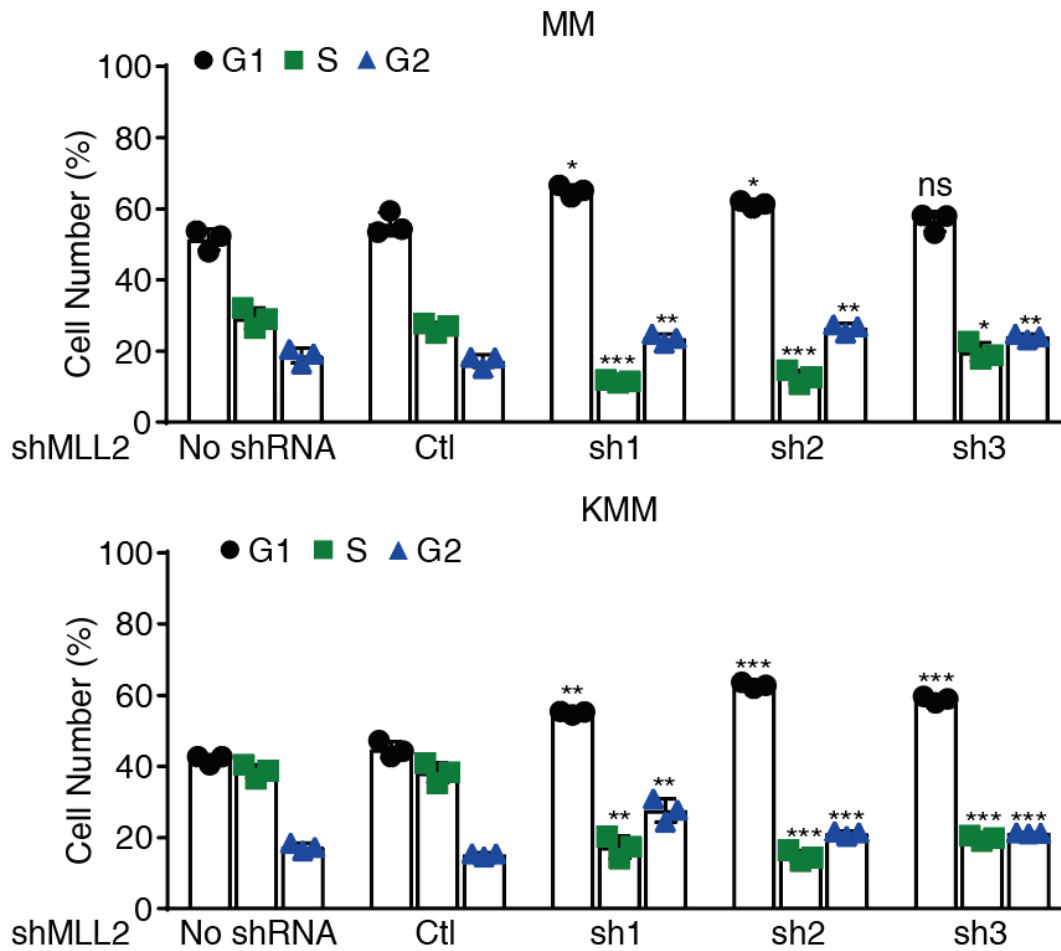 MM
G1 S G2
Cell Number (%)
100
80
60
40
20
0
* * ns
*** ** *** ** * **
shMLL2 No shRNA Ctl sh1 sh2 sh3
KMM
G1 S G2
Cell Number (%)
100
80
60
40
20
0
** *** ***
** ** *** *** *** ***
shMLL2 No shRNA Ctl sh1 sh2 sh3